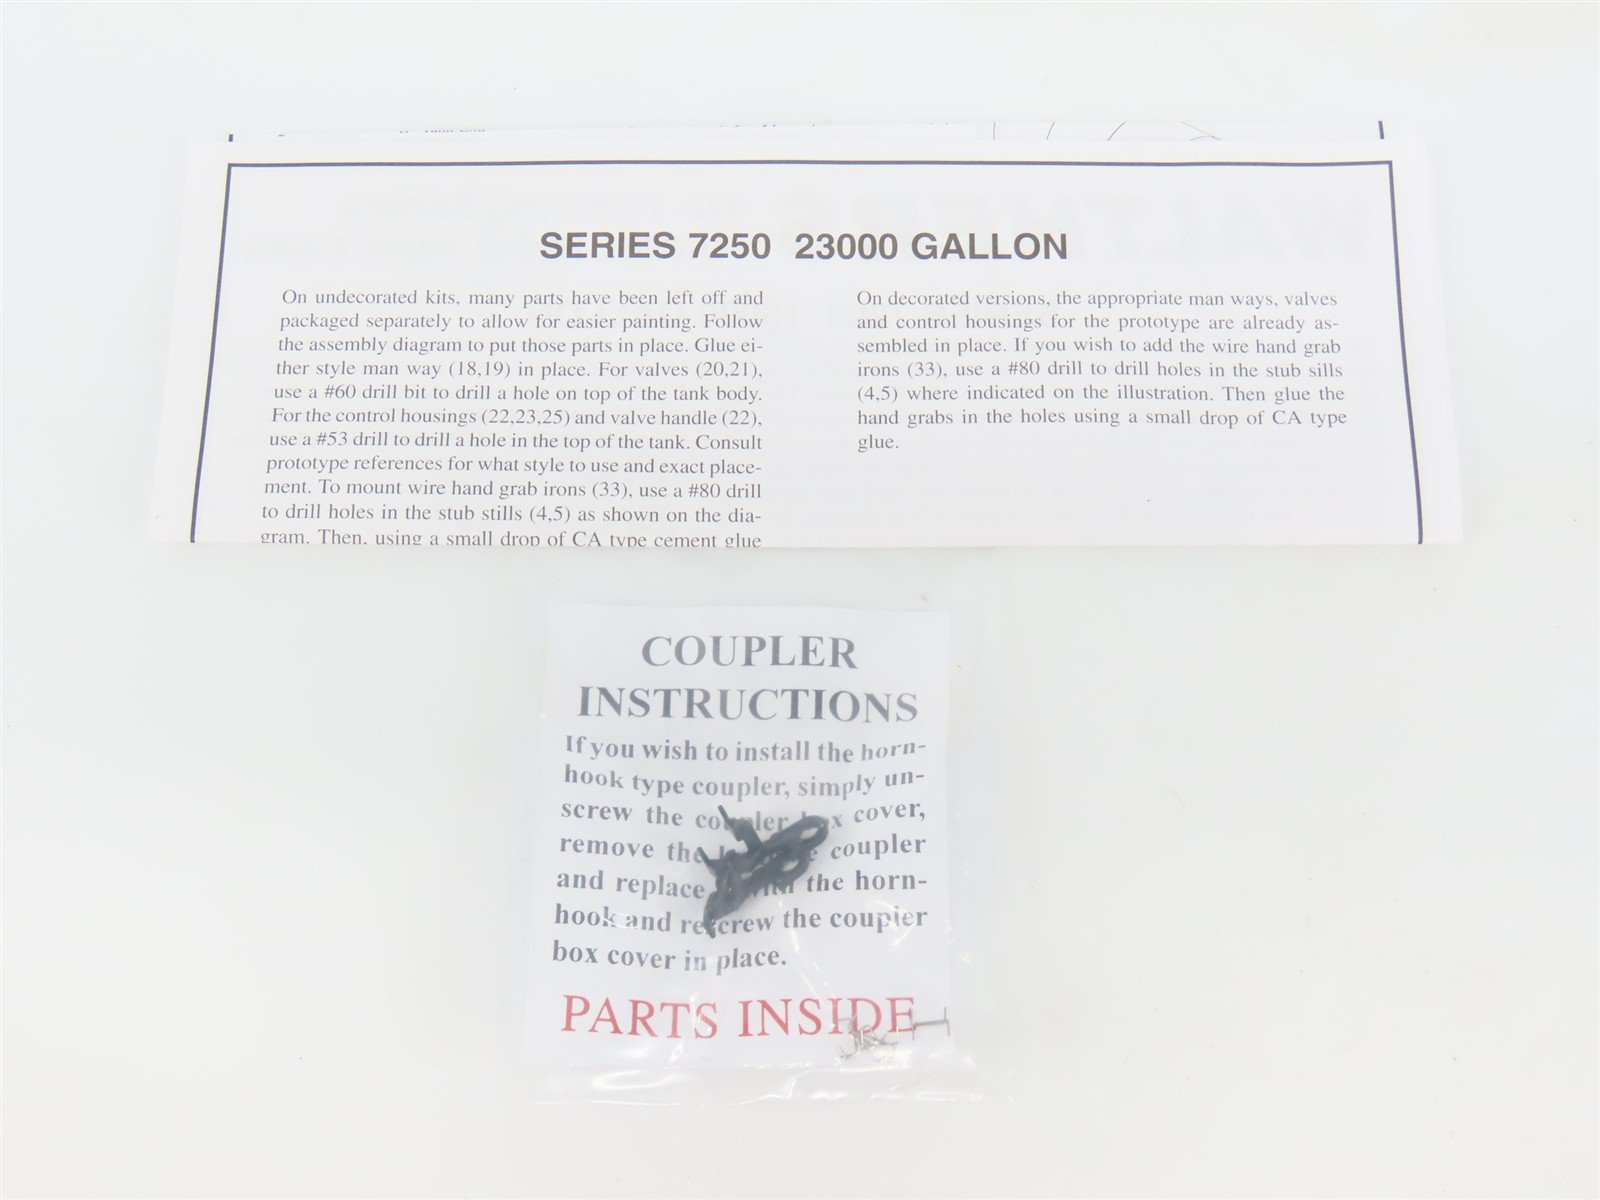 SERIES 7250 23000 GALLON
On undecorated kits, many parts have been left off and
packaged separately to allow for easier painting. Follow
the assembly diagram to put those parts in place. Glue ei-
ther style man way (18,19) in place. For valves (20,21),
use a #60 drill bit to drill a hole on top of the tank body.
For the control housings (22,23,25) and valve handle (22),
use a #53 drill to drill a hole in the top of the tank. Consult
prototype references for what style to use and exact place-
ment. To mount wire hand grab irons (33), use a #80 drill
to drill holes in the stub stills (4,5) as shown on the dia-
gram. Then, using a small drop of CA type cement glue
On decorated versions, the appropriate man ways, valves
and control housings for the prototype are already as-
sembled in place. If you wish to add the wire hand grab
irons (33), use a #80 drill to drill holes in the stub sills
(4,5) where indicated on the illustration. Then glue the
hand grabs in the holes using a small drop of CA type
glue.
COUPLER
INSTRUCTIONS
If you wish to install the horn-
hook type coupler, simply un-
screw the coupler box cover,
remove the coupler
and replace with the horn-
hook and rescrew the coupler
box cover in place.
PARTS INSIDE